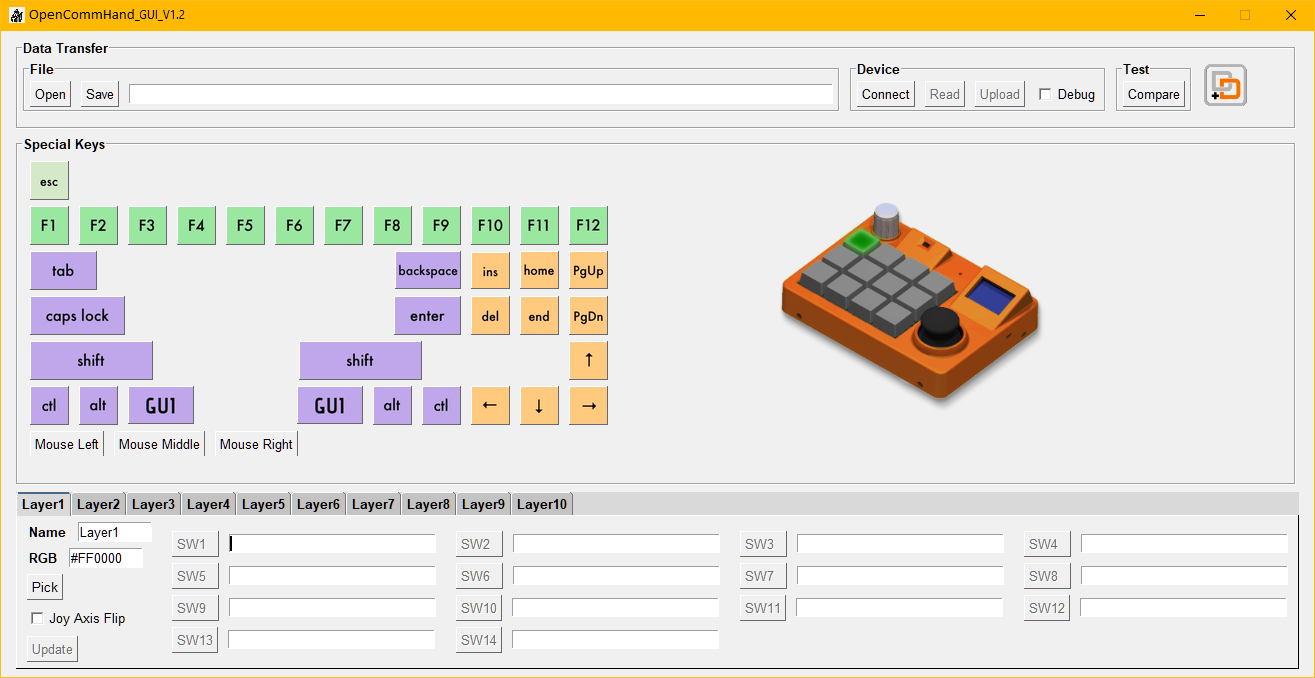 OpenCommHand_GUI_V1.2
Data Transfer
File
Device
Test
Open Save
Connect Read Upload Debug
Compare
Special Keys
esc
F1 F2 F3 F4 F5 F6 F7 F8 F9 F10 F11 F12
tab backspace ins home PgUp
caps lock enter del end PgDn
shift shift ↑
ctl alt GUI GUI alt ctl ← ↓ →
Mouse Left Mouse Middle Mouse Right
Layer1 Layer2 Layer3 Layer4 Layer5 Layer6 Layer7 Layer8 Layer9 Layer10
Name Layer1
RGB #FF0000
Pick
Joy Axis Flip
Update
SW1 SW2 SW3 SW4
SW5 SW6 SW7 SW8
SW9 SW10 SW11 SW12
SW13 SW14